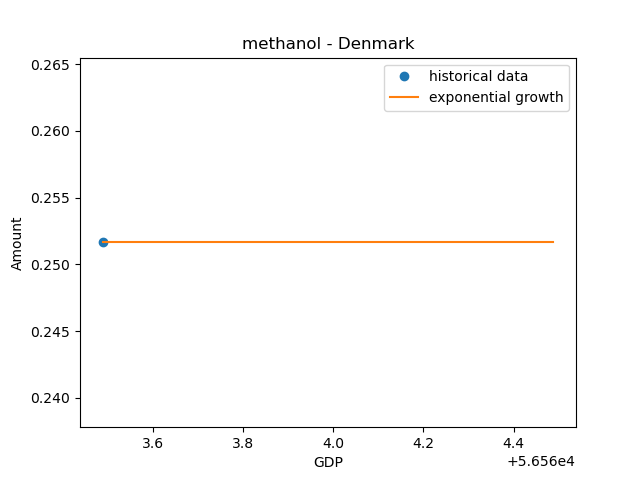 methanol - Denmark
historical data
exponential growth
0.265
0.260
0.255
0.250
0.245
0.240
Amount
3.6 3.8 4.0 4.2 4.4
GDP
+5.656e4